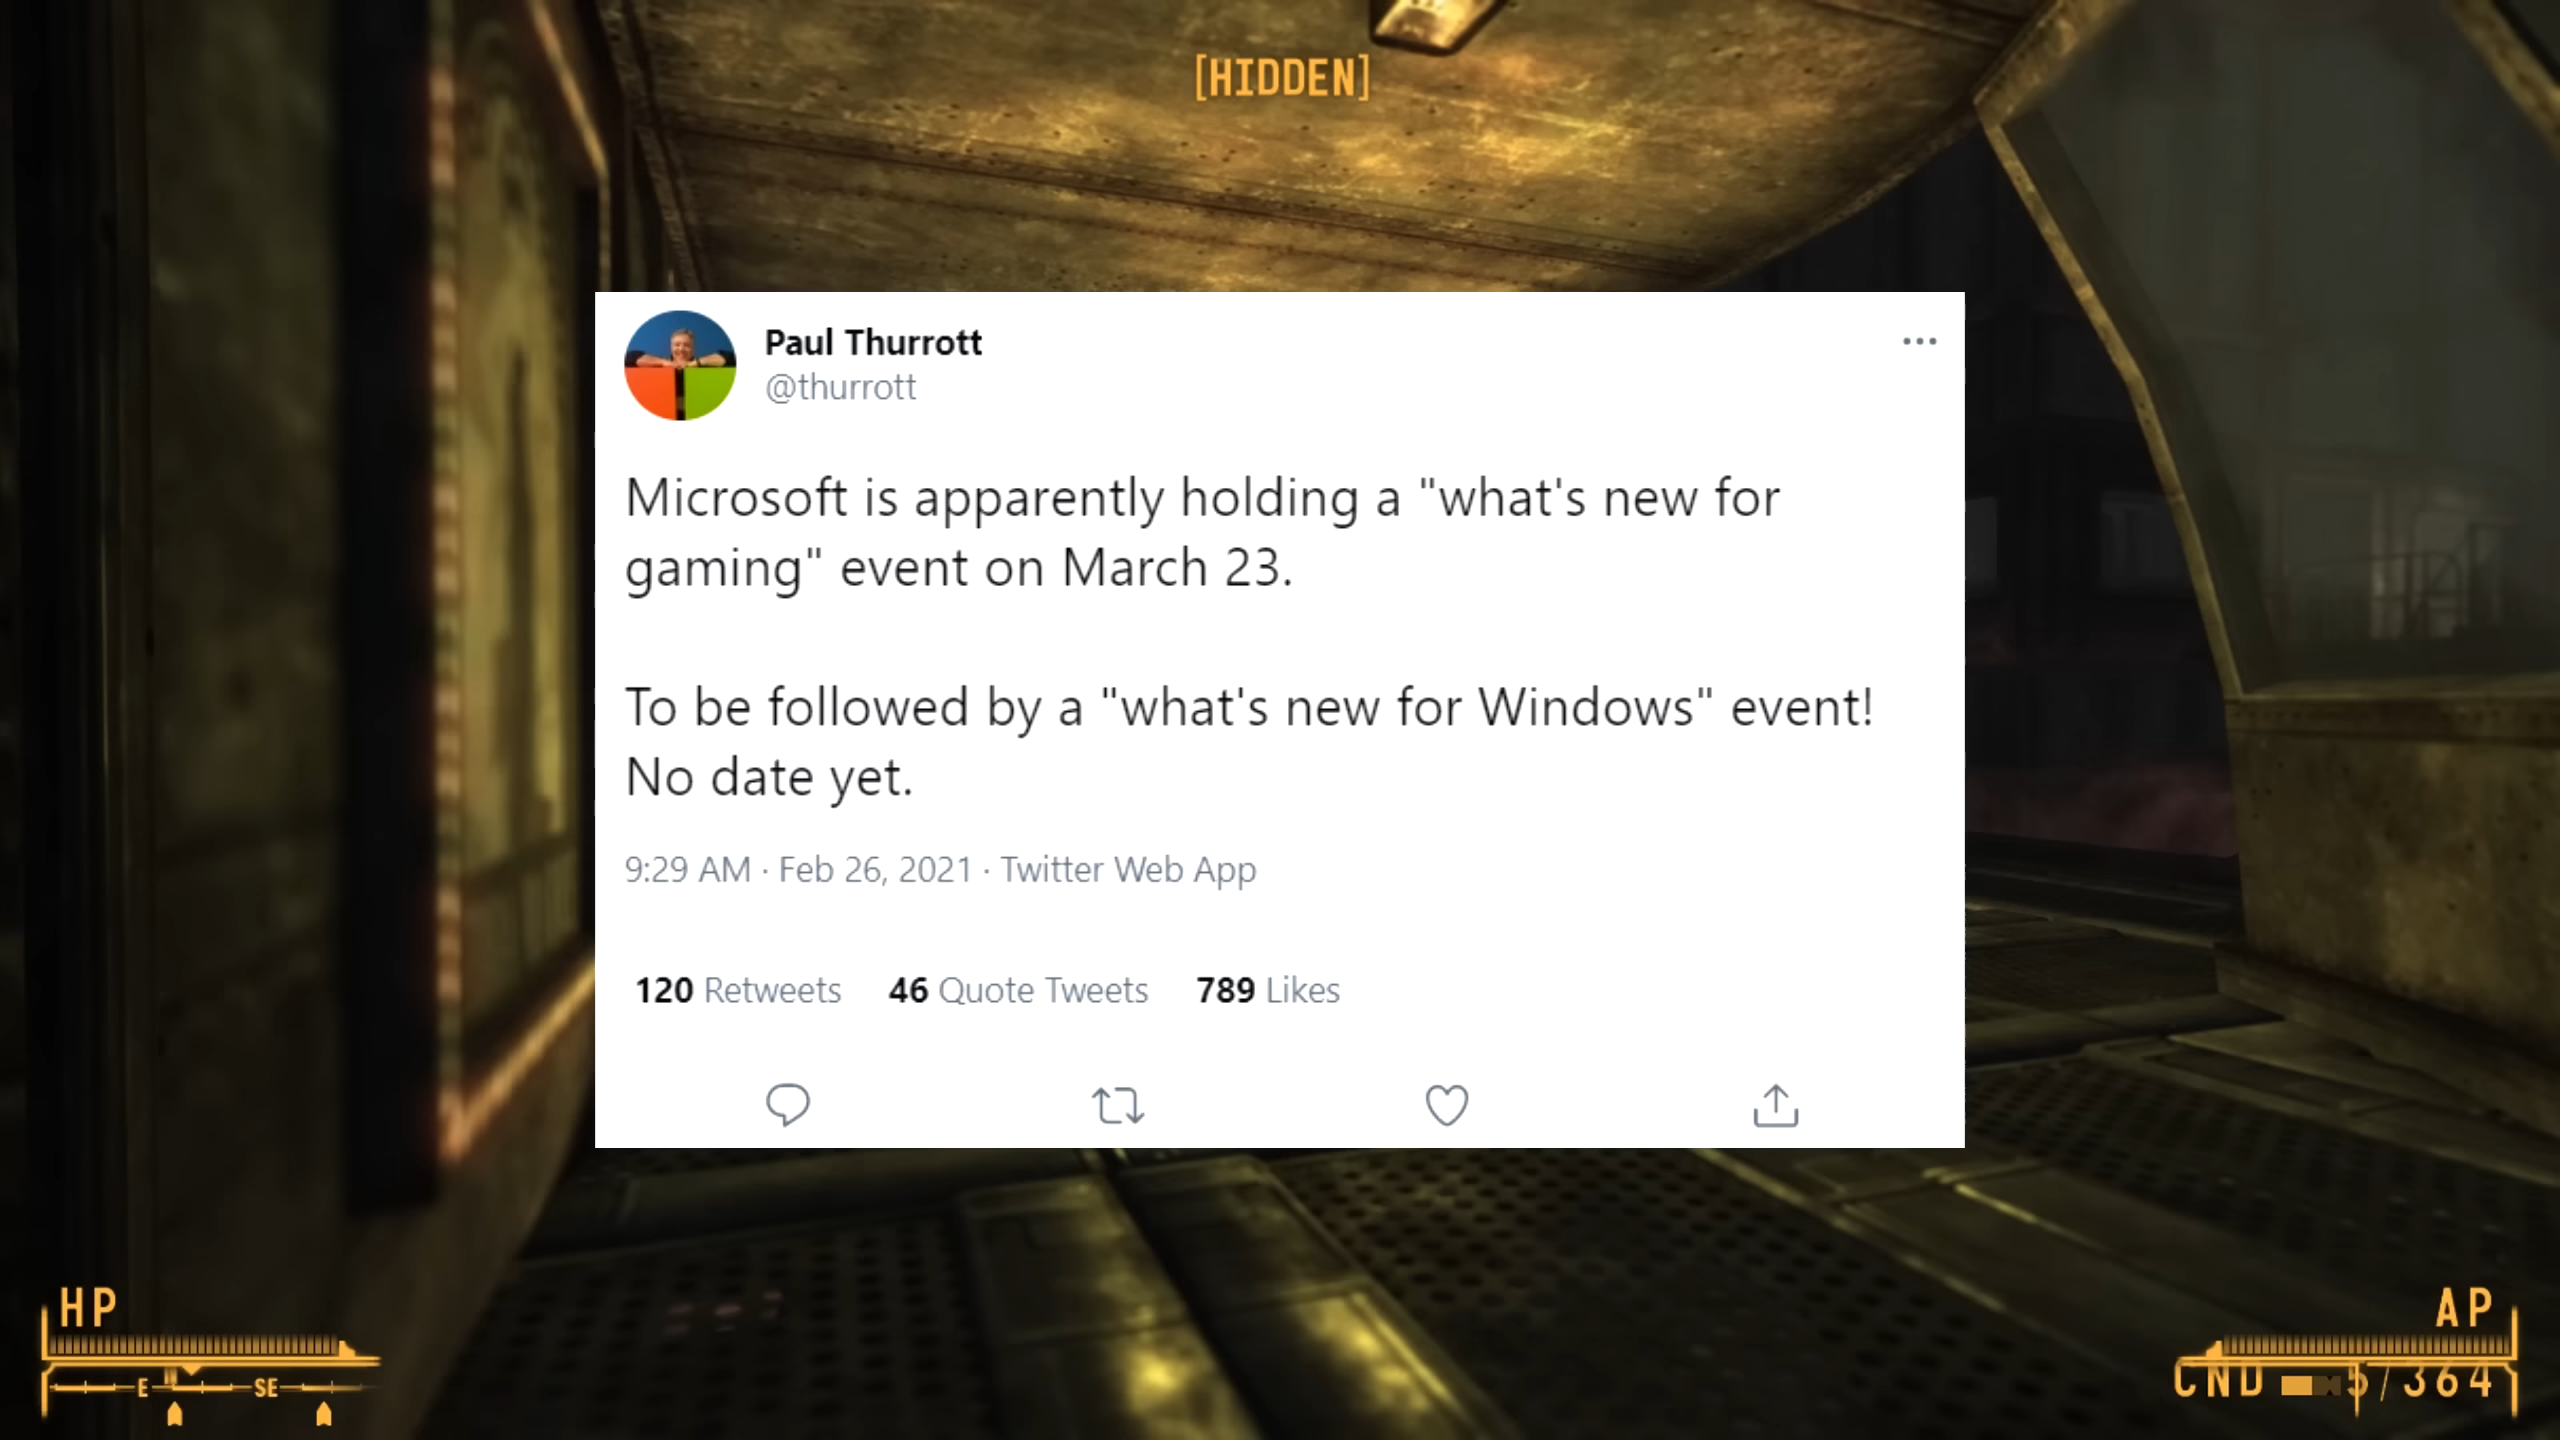 [HIDDEN]
Paul Thurrott
@thurrott
Microsoft is apparently holding a "what's new for
gaming" event on March 23.
To be followed by a "what's new for Windows" event!
No date yet.
9:29 AM · Feb 26, 2021 · Twitter Web App
120 Retweets 46 Quote Tweets 789 Likes
HP
E SE
AP
CND 5/364